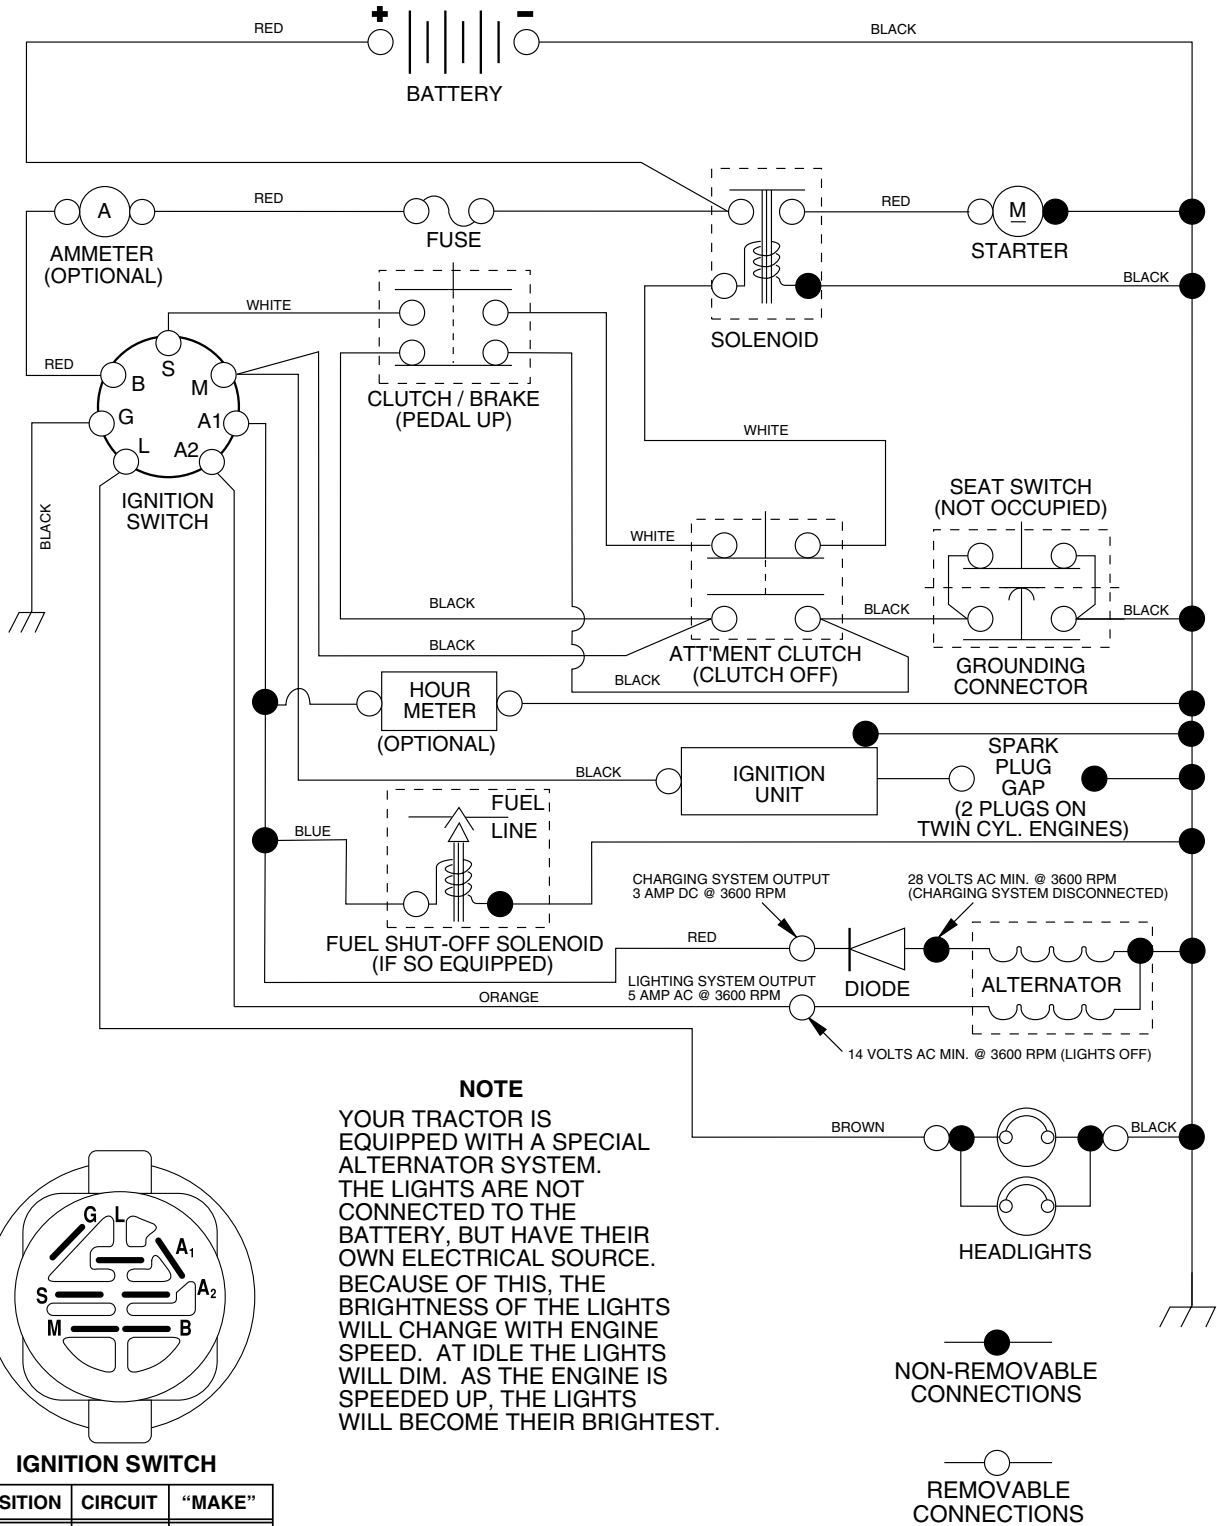 + −
RED
BLACK
BATTERY
A
RED
RED
M
AMMETER
(OPTIONAL)
FUSE
STARTER
BLACK
WHITE
SOLENOID
RED
S
B
M
G
A1
L
A2
CLUTCH / BRAKE
(PEDAL UP)
WHITE
IGNITION
SWITCH
BLACK
SEAT SWITCH
(NOT OCCUPIED)
WHITE
BLACK
BLACK
BLACK
BLACK
ATT'MENT CLUTCH
(CLUTCH OFF)
GROUNDING
CONNECTOR
BLACK
HOUR
METER
(OPTIONAL)
BLACK
IGNITION
UNIT
SPARK
PLUG
GAP
(2 PLUGS ON
TWIN CYL. ENGINES)
FUEL
LINE
BLUE
CHARGING SYSTEM OUTPUT
3 AMP DC @ 3600 RPM
28 VOLTS AC MIN. @ 3600 RPM
(CHARGING SYSTEM DISCONNECTED)
FUEL SHUT-OFF SOLENOID
(IF SO EQUIPPED)
RED
DIODE
ALTERNATOR
LIGHTING SYSTEM OUTPUT
5 AMP AC @ 3600 RPM
ORANGE
14 VOLTS AC MIN. @ 3600 RPM (LIGHTS OFF)
NOTE
YOUR TRACTOR IS
EQUIPPED WITH A SPECIAL
ALTERNATOR SYSTEM.
THE LIGHTS ARE NOT
CONNECTED TO THE
BATTERY, BUT HAVE THEIR
OWN ELECTRICAL SOURCE.
BECAUSE OF THIS, THE
BRIGHTNESS OF THE LIGHTS
WILL CHANGE WITH ENGINE
SPEED. AT IDLE THE LIGHTS
WILL DIM. AS THE ENGINE IS
SPEEDED UP, THE LIGHTS
WILL BECOME THEIR BRIGHTEST.
BROWN
BLACK
HEADLIGHTS
G L
A1
S
A2
M
B
IGNITION SWITCH
SITION CIRCUIT “MAKE”
NON-REMOVABLE
CONNECTIONS
REMOVABLE
CONNECTIONS